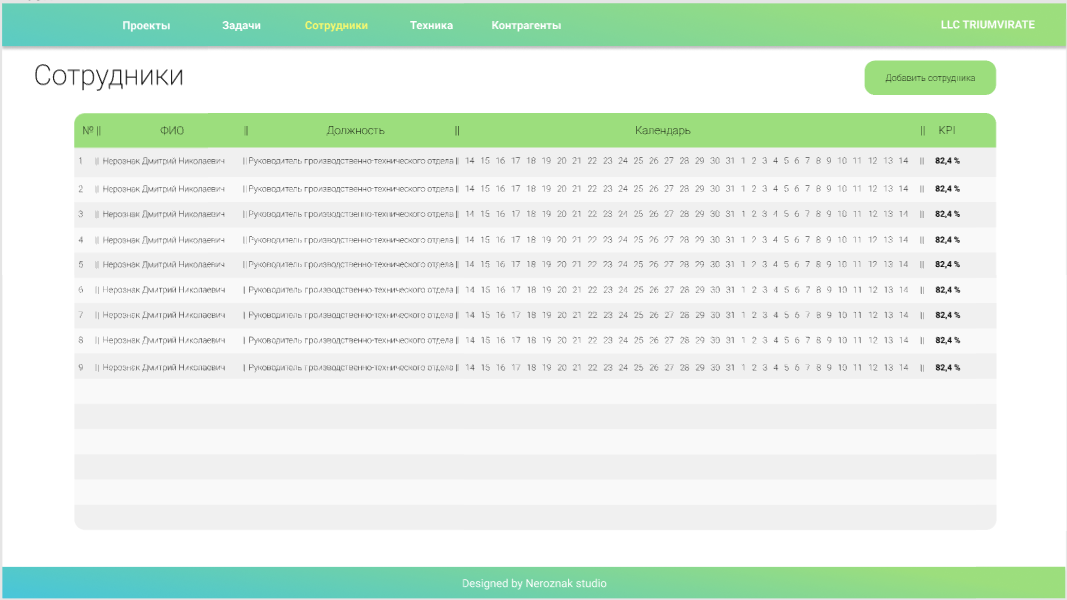 Проекты Задачи Сотрудники Техника Контрагенты LLC TRIUMVIRATE
Сотрудники Добавить сотрудника
№ || ФИО || Должность || Календарь || KPI
1 || Нерознак Дмитрий Николаевич || Руководитель производственно-технического отдела || 14 15 16 17 18 19 20 21 22 23 24 25 26 27 28 29 30 31 1 2 3 4 5 6 7 8 9 10 11 12 13 14 || 82,4 %
2 || Нерознак Дмитрий Николаевич || Руководитель производственно-технического отдела || 14 15 16 17 18 19 20 21 22 23 24 25 26 27 28 29 30 31 1 2 3 4 5 6 7 8 9 10 11 12 13 14 || 82,4 %
3 || Нерознак Дмитрий Николаевич || Руководитель производственно-технического отдела || 14 15 16 17 18 19 20 21 22 23 24 25 26 27 28 29 30 31 1 2 3 4 5 6 7 8 9 10 11 12 13 14 || 82,4 %
4 || Нерознак Дмитрий Николаевич || Руководитель производственно-технического отдела || 14 15 16 17 18 19 20 21 22 23 24 25 26 27 28 29 30 31 1 2 3 4 5 6 7 8 9 10 11 12 13 14 || 82,4 %
5 || Нерознак Дмитрий Николаевич || Руководитель производственно-технического отдела || 14 15 16 17 18 19 20 21 22 23 24 25 26 27 28 29 30 31 1 2 3 4 5 6 7 8 9 10 11 12 13 14 || 82,4 %
6 || Нерознак Дмитрий Николаевич | Руководитель производственно-технического отдела || 14 15 16 17 18 19 20 21 22 23 24 25 26 27 28 29 30 31 1 2 3 4 5 6 7 8 9 10 11 12 13 14 || 82,4 %
7 || Нерознак Дмитрий Николаевич | Руководитель производственно-технического отдела || 14 15 16 17 18 19 20 21 22 23 24 25 26 27 28 29 30 31 1 2 3 4 5 6 7 8 9 10 11 12 13 14 || 82,4 %
8 || Нерознак Дмитрий Николаевич | Руководитель производственно-технического отдела || 14 15 16 17 18 19 20 21 22 23 24 25 26 27 28 29 30 31 1 2 3 4 5 6 7 8 9 10 11 12 13 14 || 82,4 %
9 || Нерознак Дмитрий Николаевич | Руководитель производственно-технического отдела || 14 15 16 17 18 19 20 21 22 23 24 25 26 27 28 29 30 31 1 2 3 4 5 6 7 8 9 10 11 12 13 14 || 82,4 %
Designed by Neroznak studio